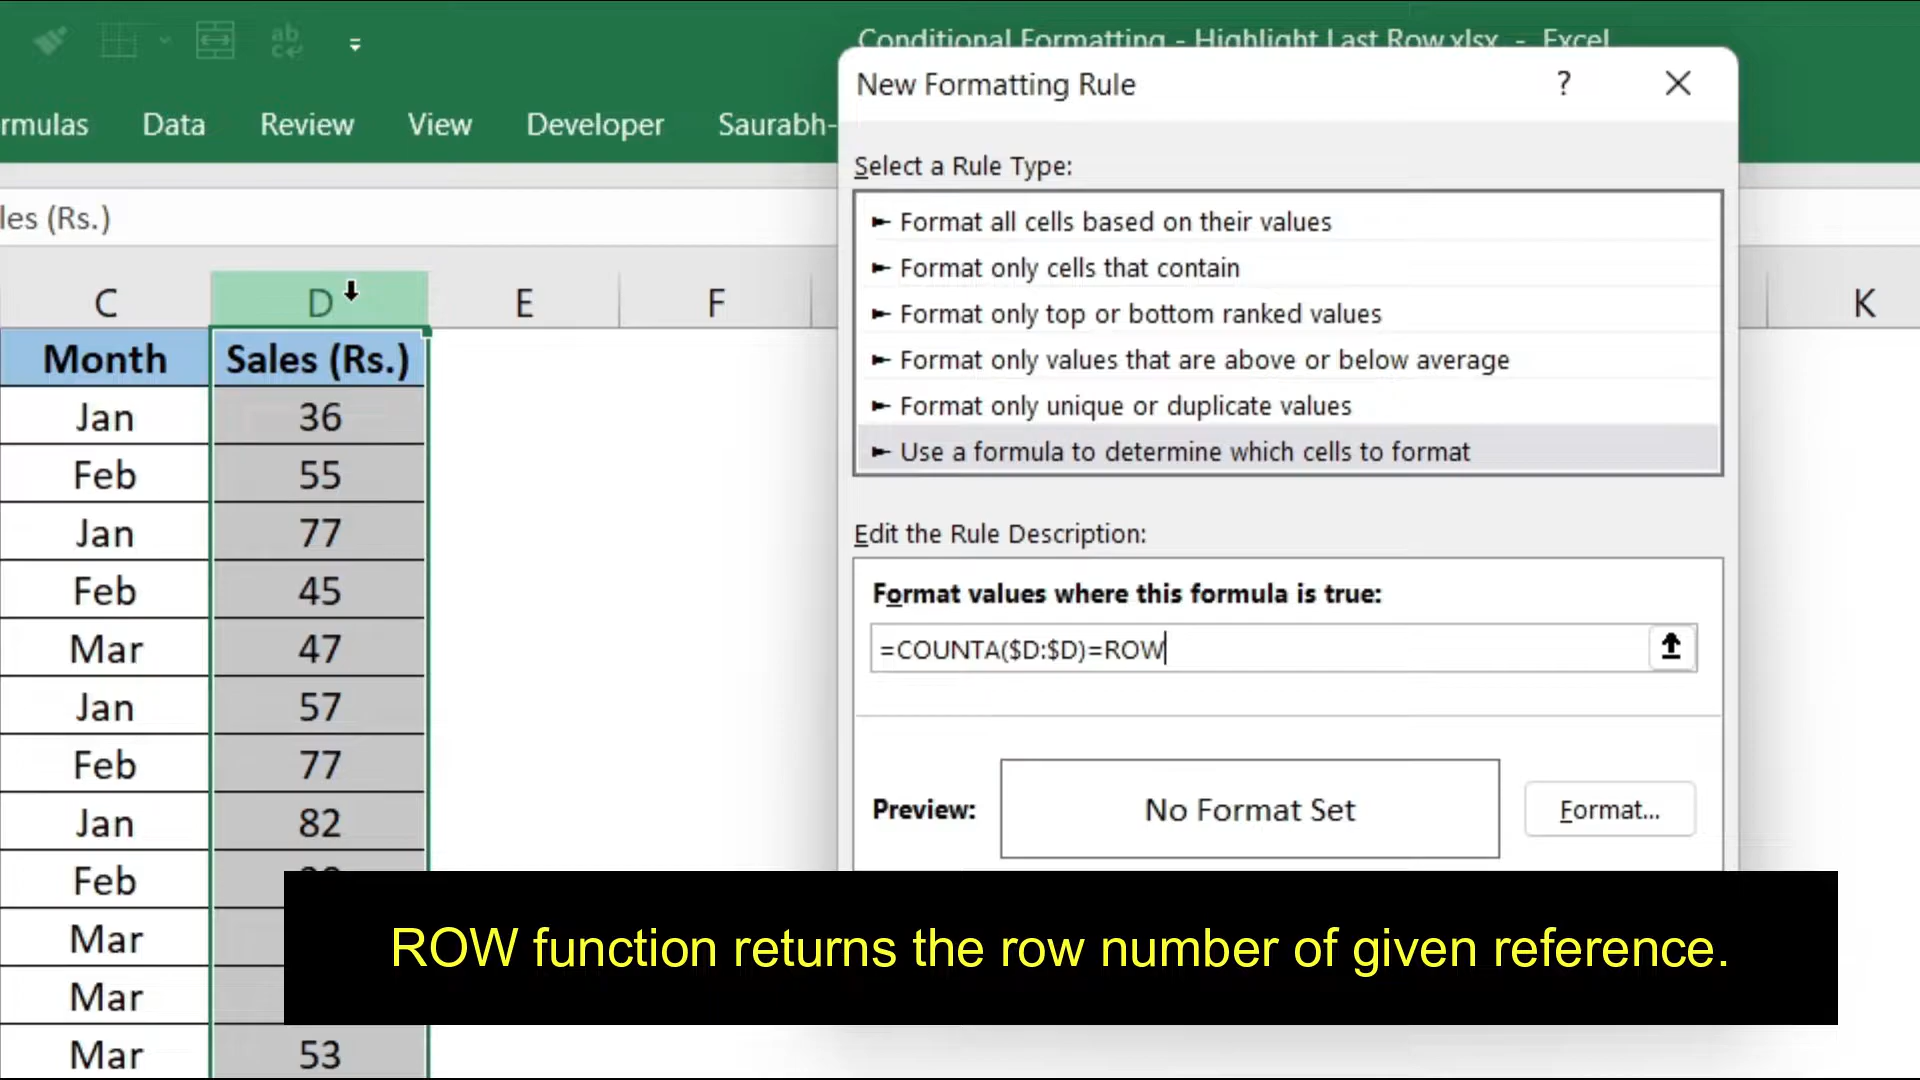 Conditional Formatting - Highlight Last Row.xlsx - Excel
rmulas Data Review View Developer Saurabh-
les (Rs.)
C D E F K
Month Sales (Rs.)
Jan 36
Feb 55
Jan 77
Feb 45
Mar 47
Jan 57
Feb 77
Jan 82
Feb
Mar
Mar
Mar 53
New Formatting Rule ?
Select a Rule Type:
► Format all cells based on their values
► Format only cells that contain
► Format only top or bottom ranked values
► Format only values that are above or below average
► Format only unique or duplicate values
► Use a formula to determine which cells to format
Edit the Rule Description:
Format values where this formula is true:
=COUNTA($D:$D)=ROW
Preview: No Format Set Format...
ROW function returns the row number of given reference.